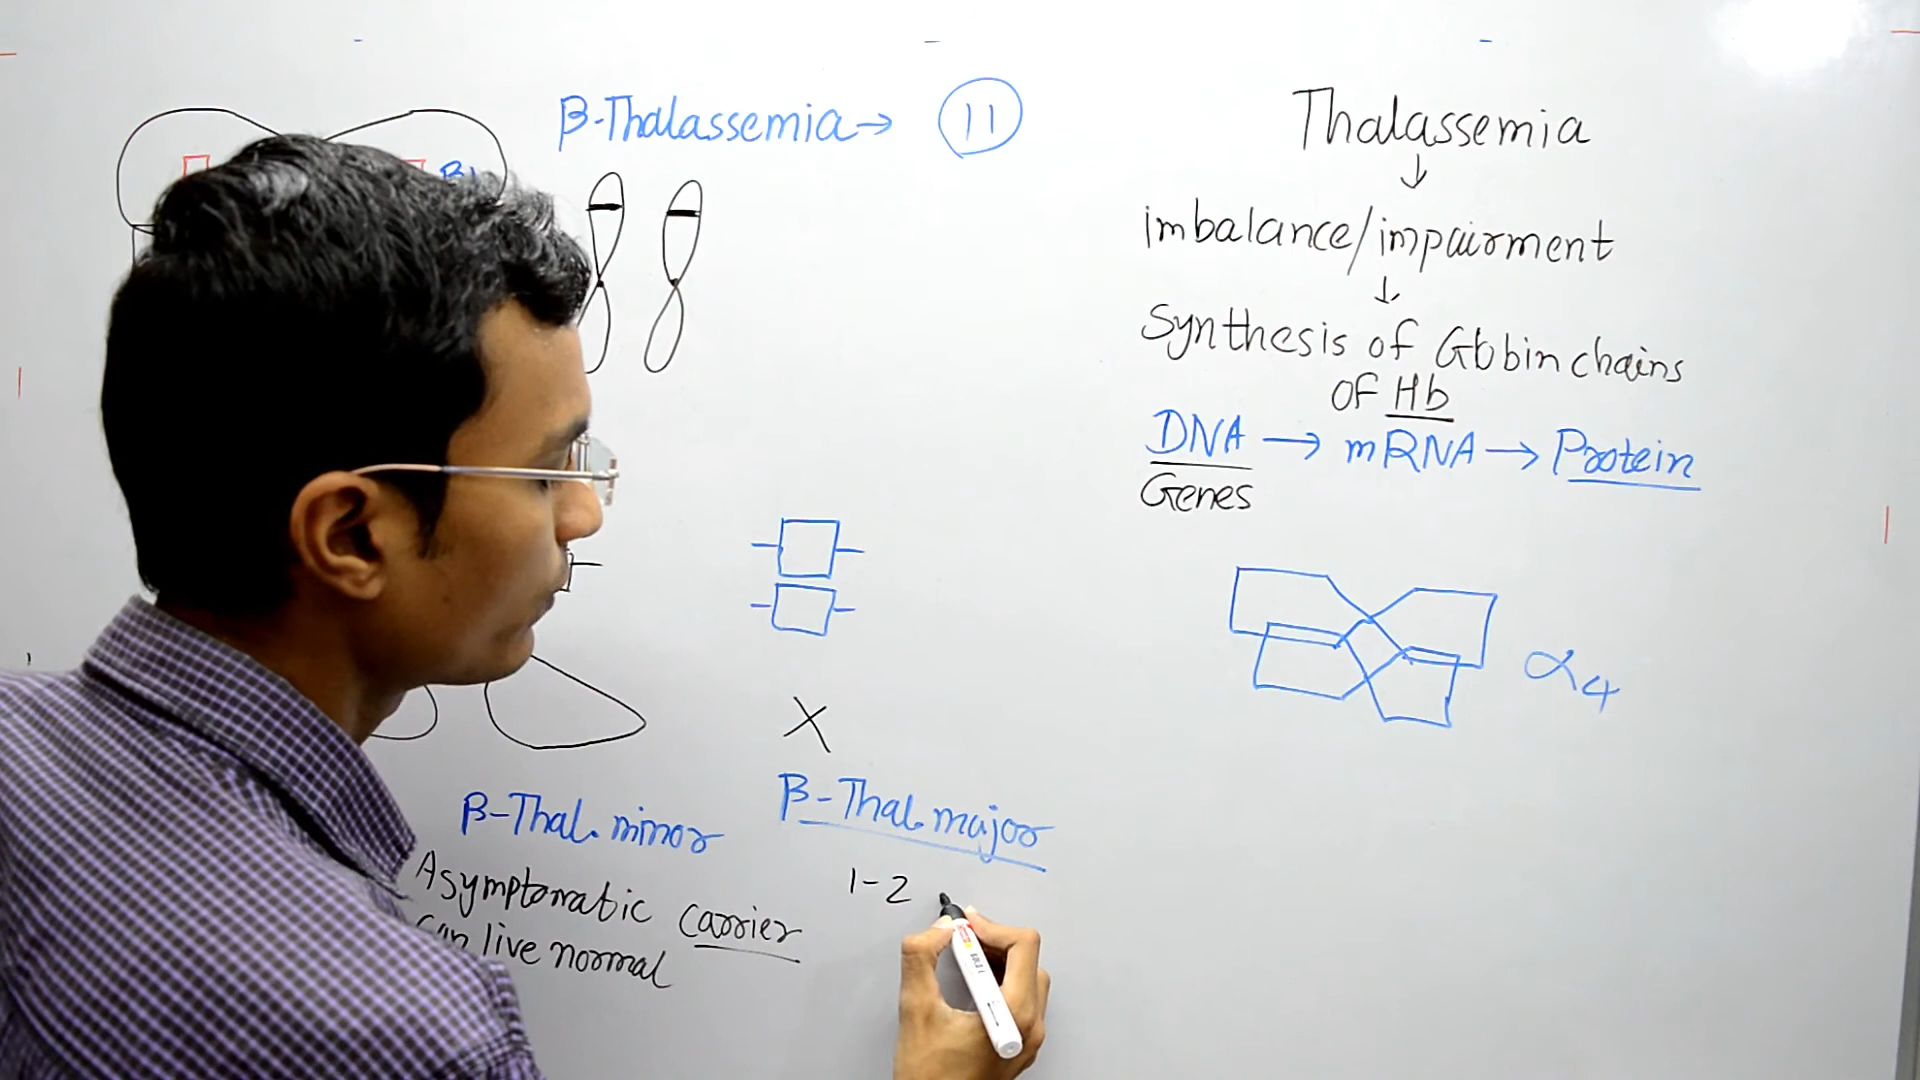 β-Thalassemia→ 11
Thalassemia
↓
imbalance/impairment
↓
Synthesis of Globin chains
OF Hb
DNA → mRNA → Protein
Genes
α4
X
β-Thal. minor
Asymptomatic carrier
live normal
β-Thal. major
1-2